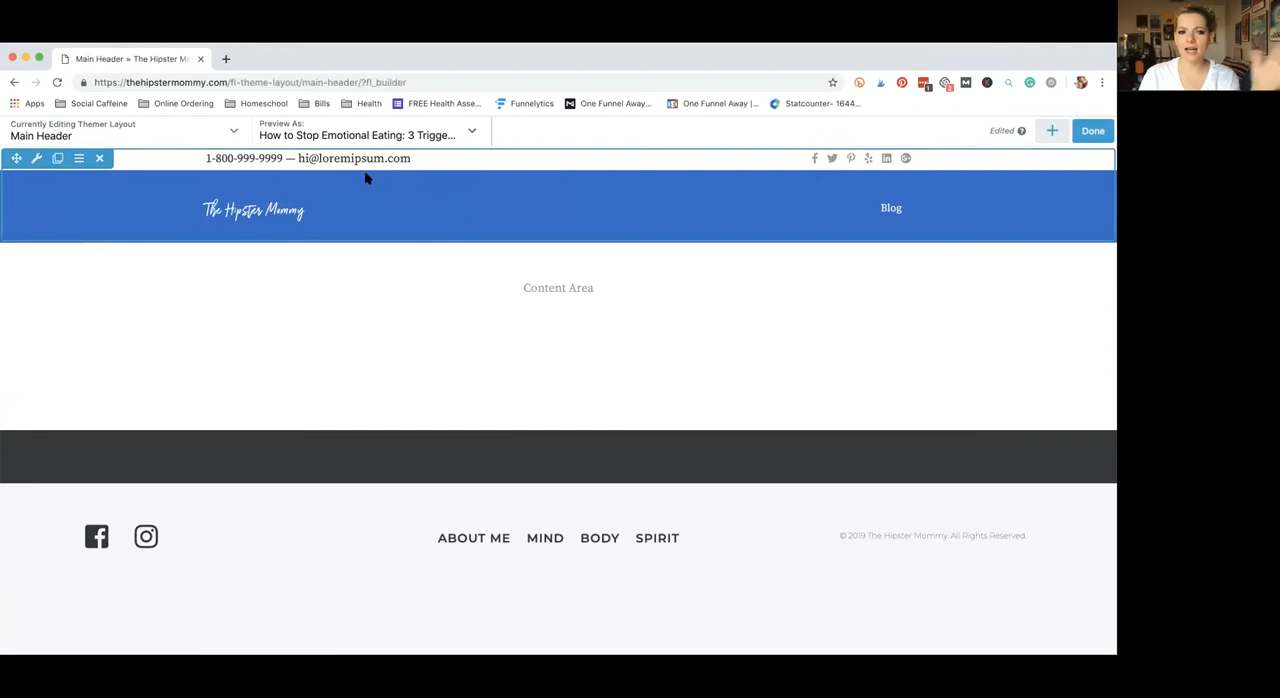 Main Header » The Hipster Mo
https://thehipstermommy.com/fl-theme-layout/main-header/?fl_builder
Apps Social Caffeine Online Ordering Homeschool Bills Health FREE Health Asse... Funnelytics One Funnel Away... One Funnel Away |... Statcounter- 1644...
Currently Editing Themer Layout
Main Header
Preview As:
How to Stop Emotional Eating: 3 Trigge...
Edited
Done
1-800-999-9999 — hi@loremipsum.com
The Hipster Mommy
Blog
Content Area
ABOUT ME MIND BODY SPIRIT
© 2019 The Hipster Mommy. All Rights Reserved.